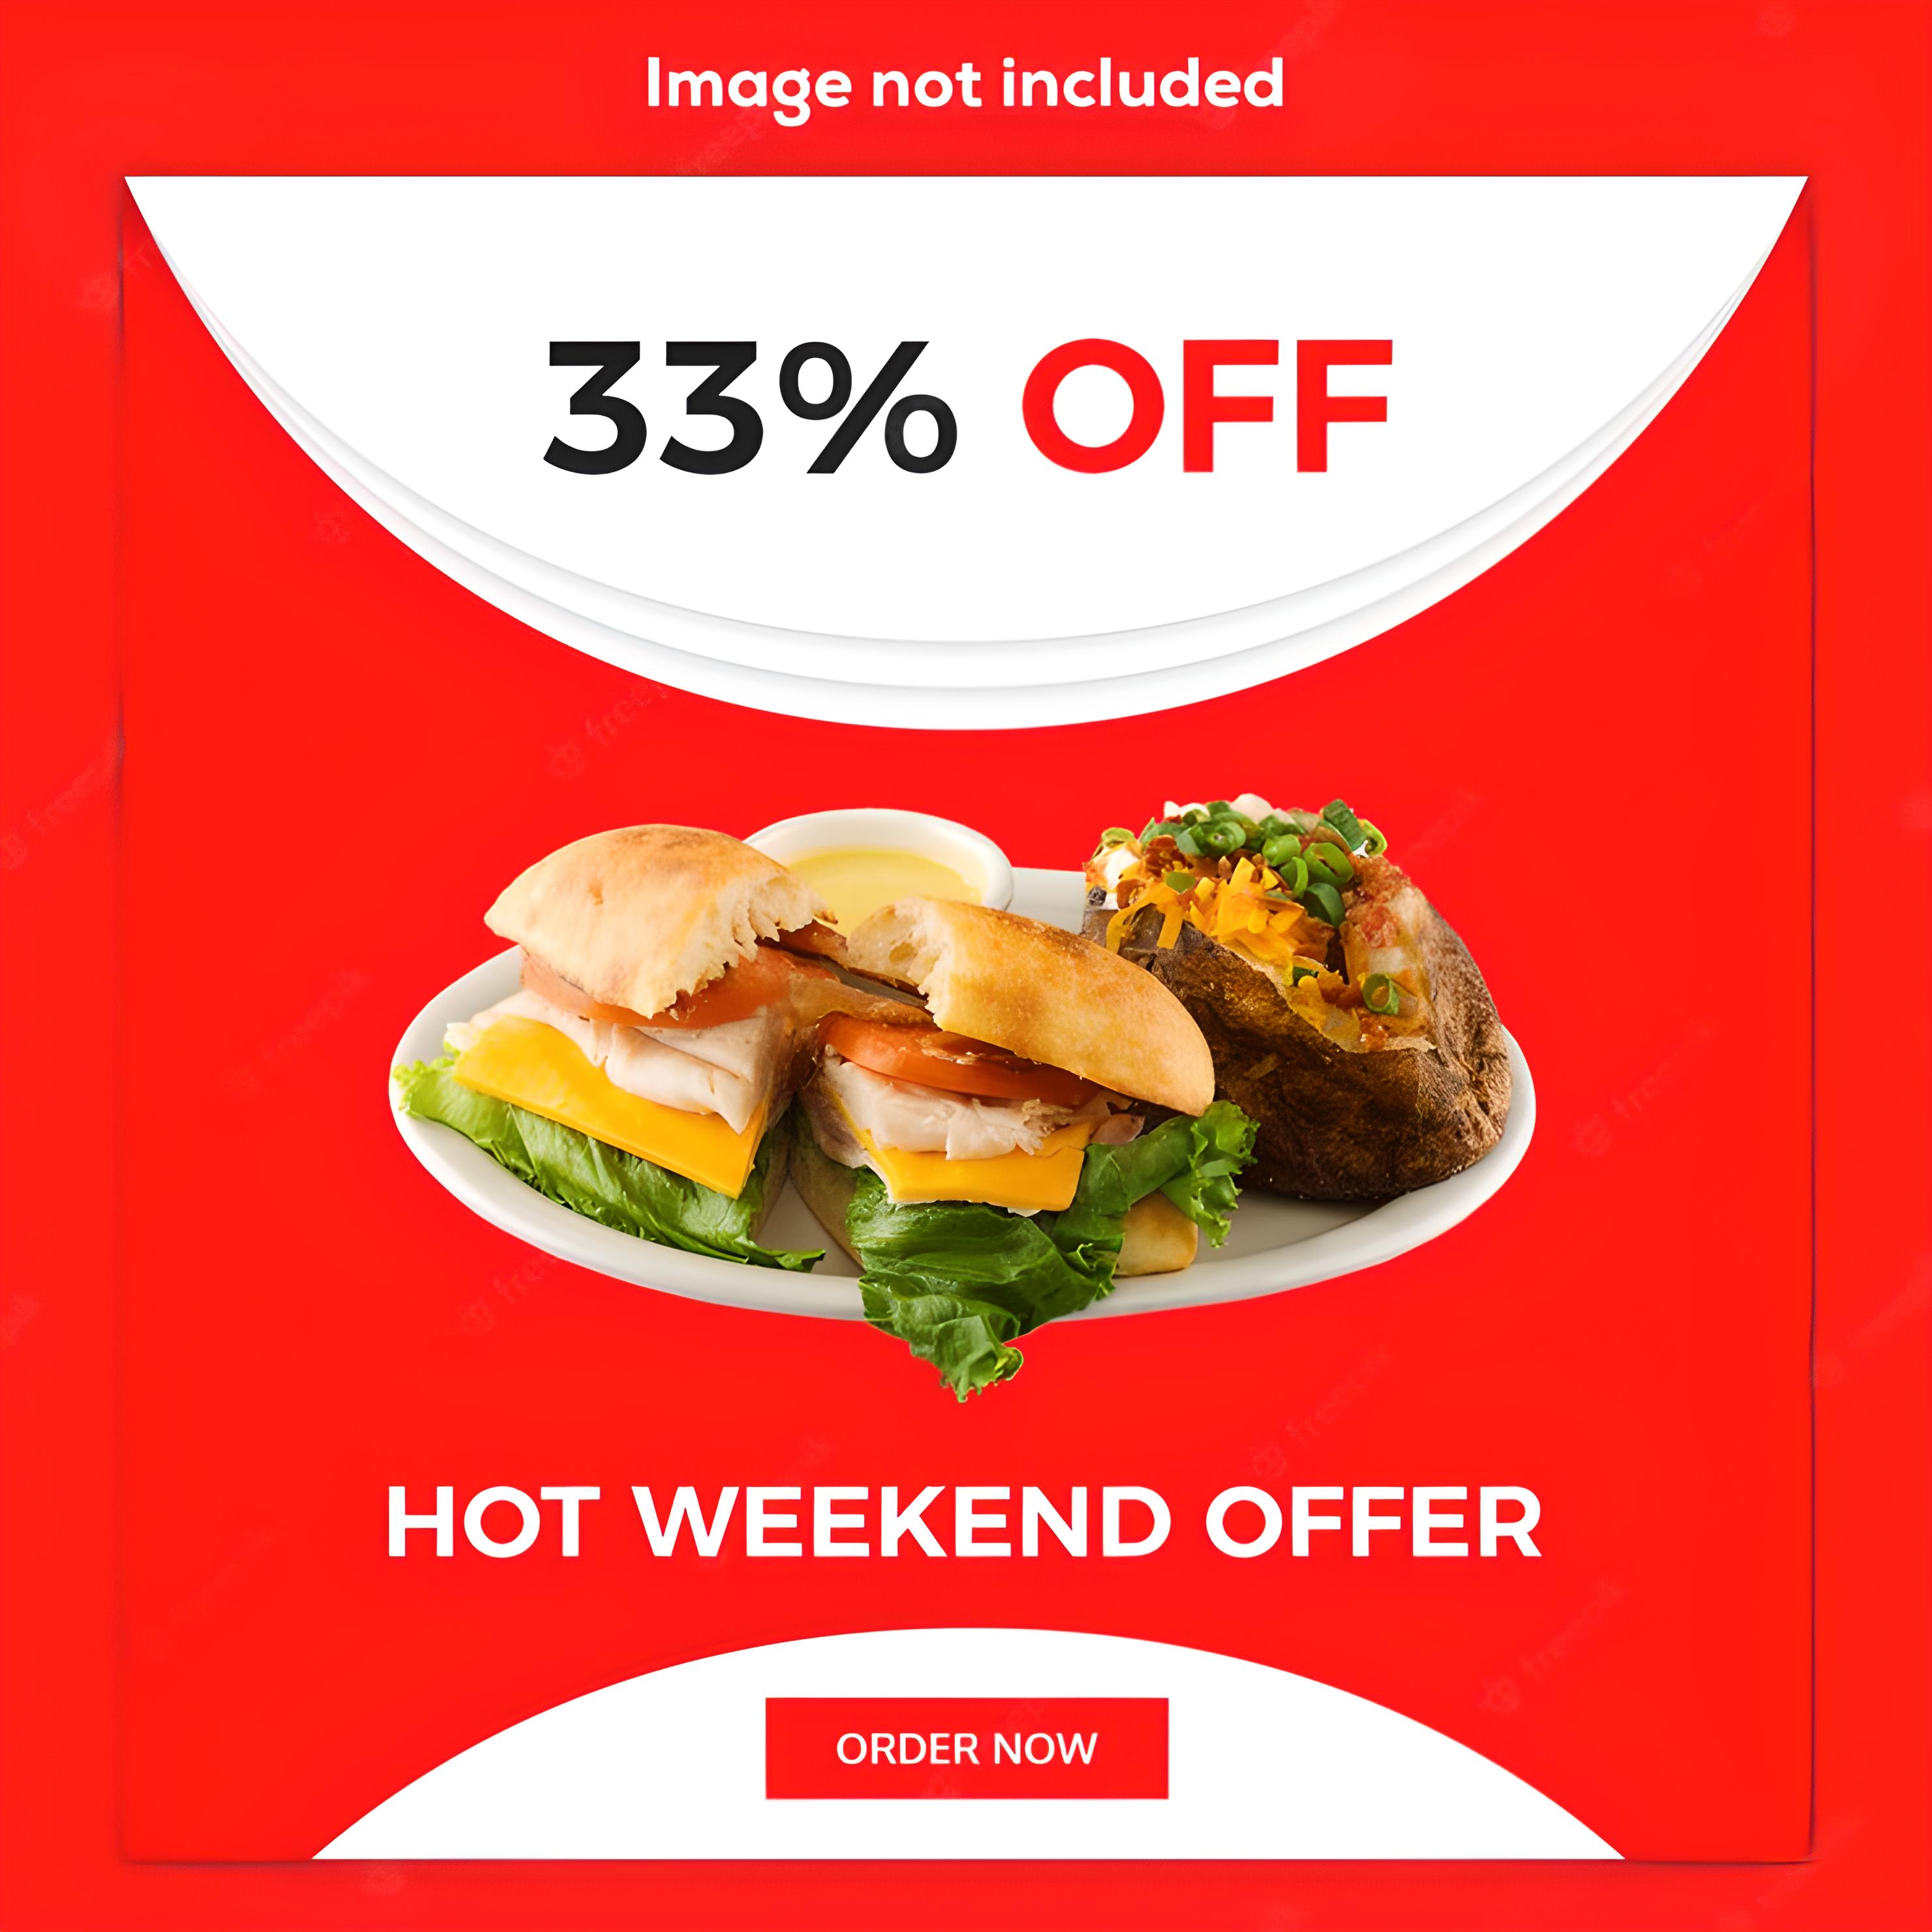 Image not included
33% OFF
HOT WEEKEND OFFER
ORDER NOW